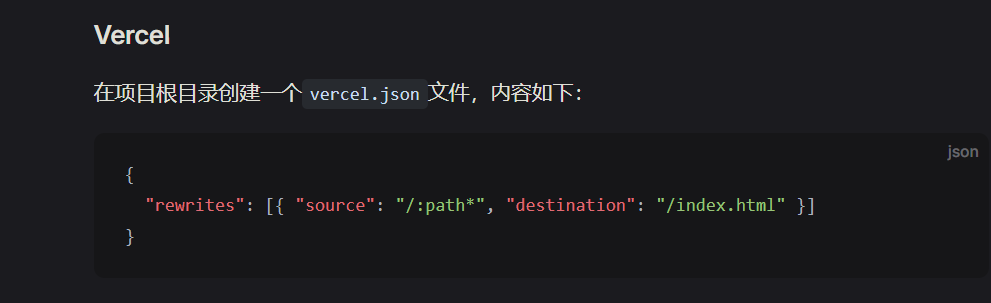 Vercel
在项目根目录创建一个 vercel.json 文件，内容如下：
json
{
  "rewrites": [{ "source": "/:path*", "destination": "/index.html" }]
}